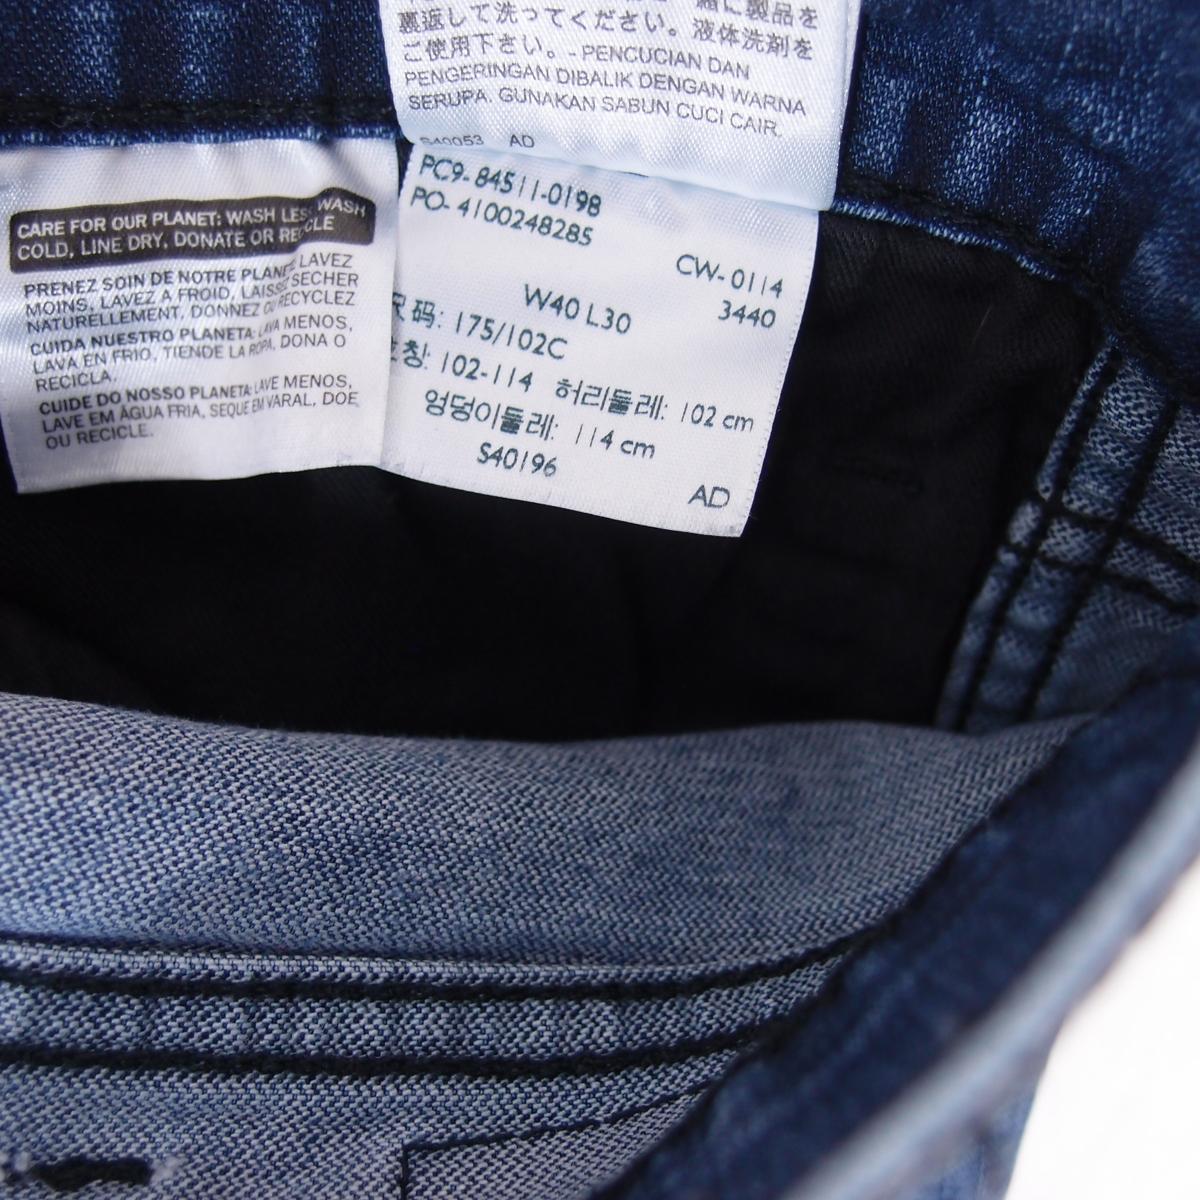 裏返して洗ってください。液体洗剤を
ご使用下さい。- PENCUCIAN DAN
PENGERINGAN DIBALIK DENGAN WARNA
SERUPA. GUNAKAN SABUN CUCI CAIR.
S40053 AD
CARE FOR OUR PLANET: WASH LESS, WASH
COLD, LINE DRY, DONATE OR RECYCLE
PRENEZ SOIN DE NOTRE PLANETE: LAVEZ
MOINS, LAVEZ A FROID, LAISSEZ SECHER
NATURELLEMENT, DONNEZ OU RECYCLEZ
CUIDA NUESTRO PLANETA: LAVA MENOS,
LAVA EN FRIO, TIENDE LA ROPA, DONA O
RECICLA.
CUIDE DO NOSSO PLANETA: LAVE MENOS,
LAVE EM ÁGUA FRIA, SEQUE EM VARAL, DOE
OU RECICLE.
PC9-84511-0198
PO-4100248285
CW-0114
3440
W40 L30
尺码: 175/102C
호칭: 102-114 허리둘레: 102 cm
엉덩이둘레: 114 cm
S40196
AD